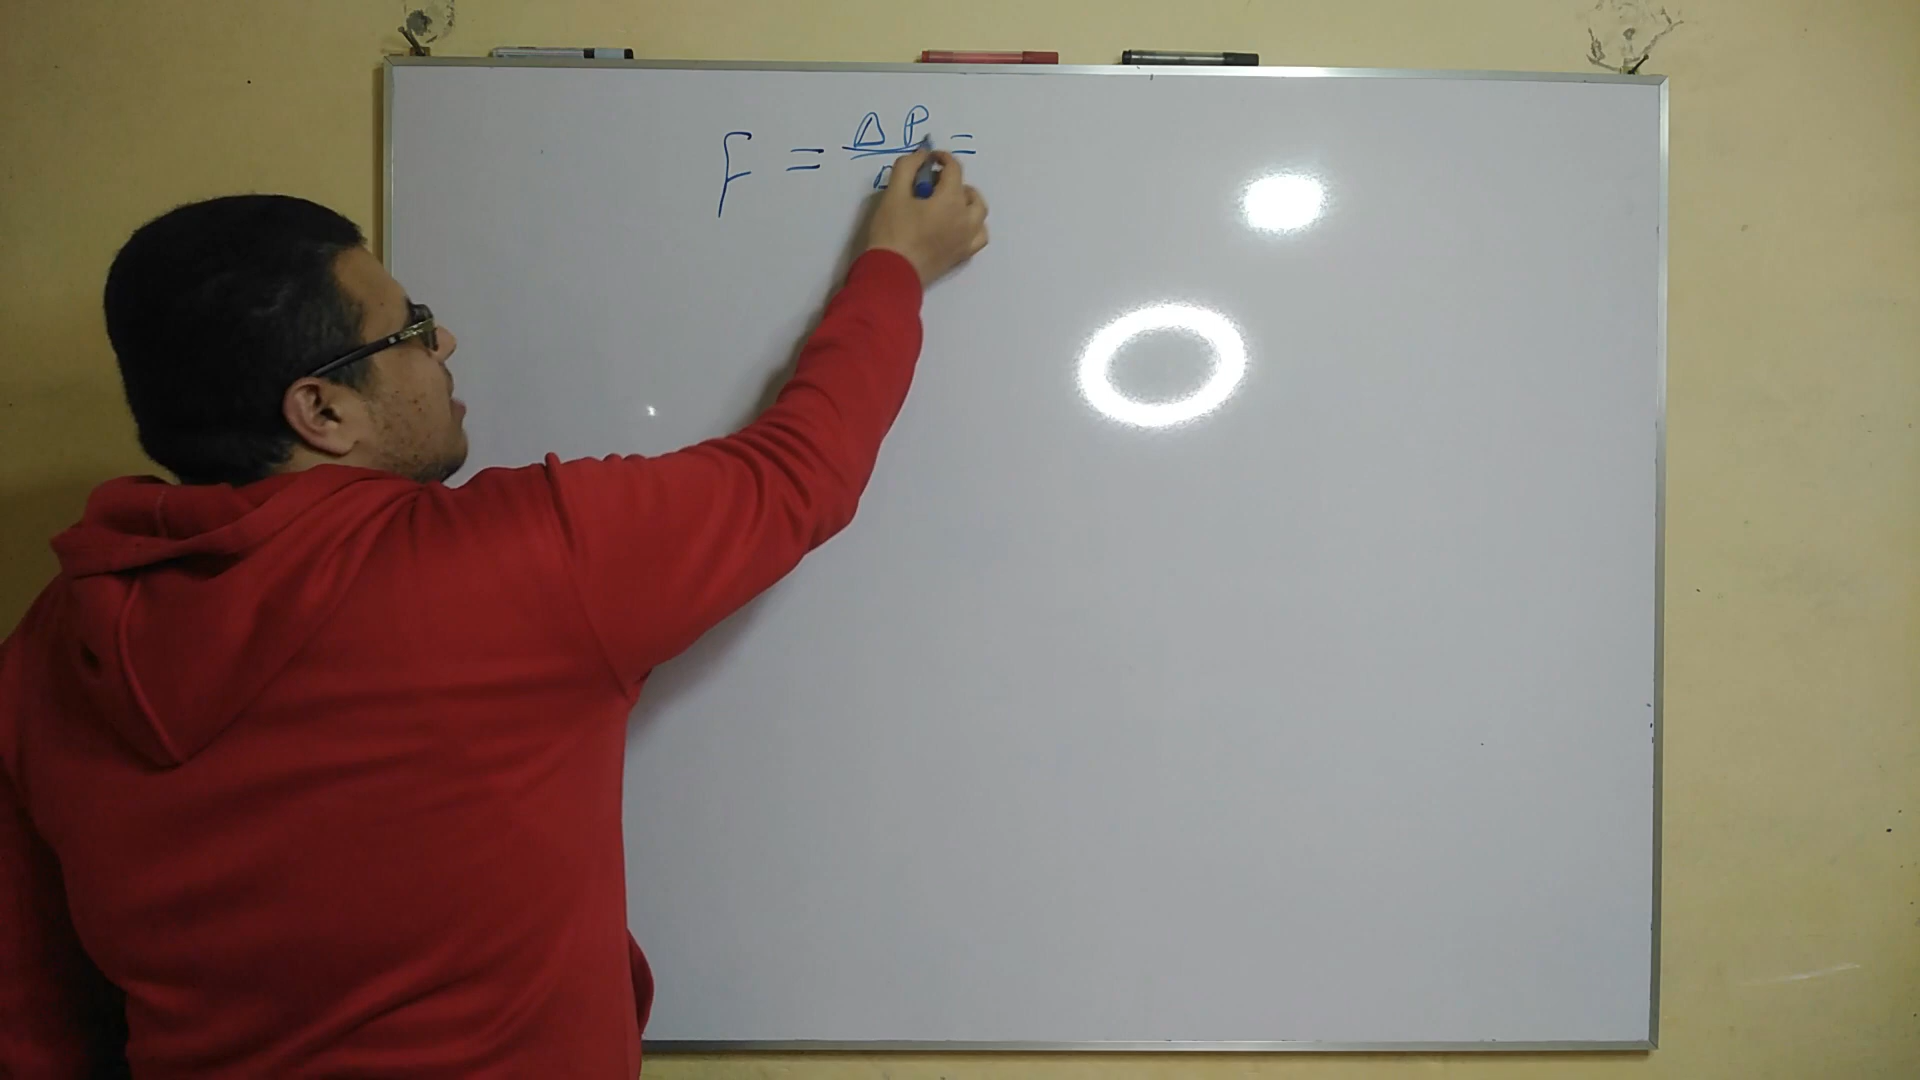 F = ΔP / Δ =